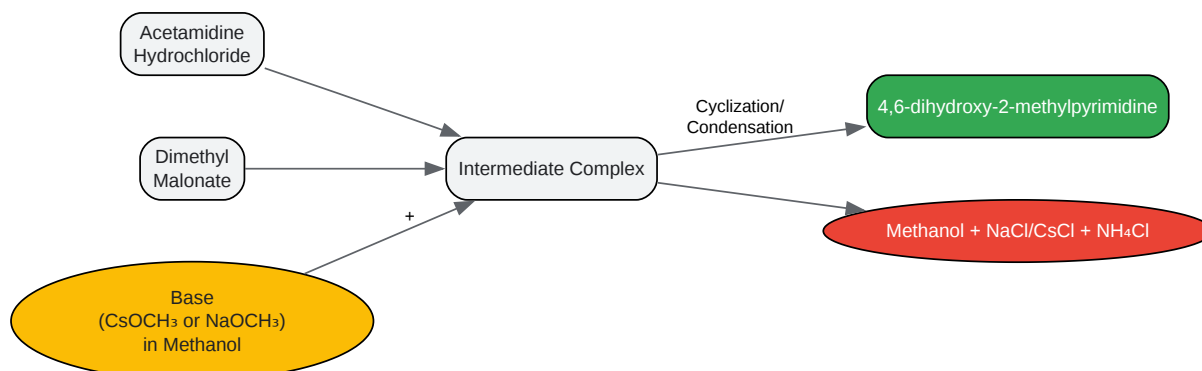 Acetamidine
Hydrochloride
Dimethyl
Malonate
+
Base
(CsOCH₃ or NaOCH₃)
in Methanol
Intermediate Complex
Cyclization/
Condensation
4,6-dihydroxy-2-methylpyrimidine
Methanol + NaCl/CsCl + NH₄Cl